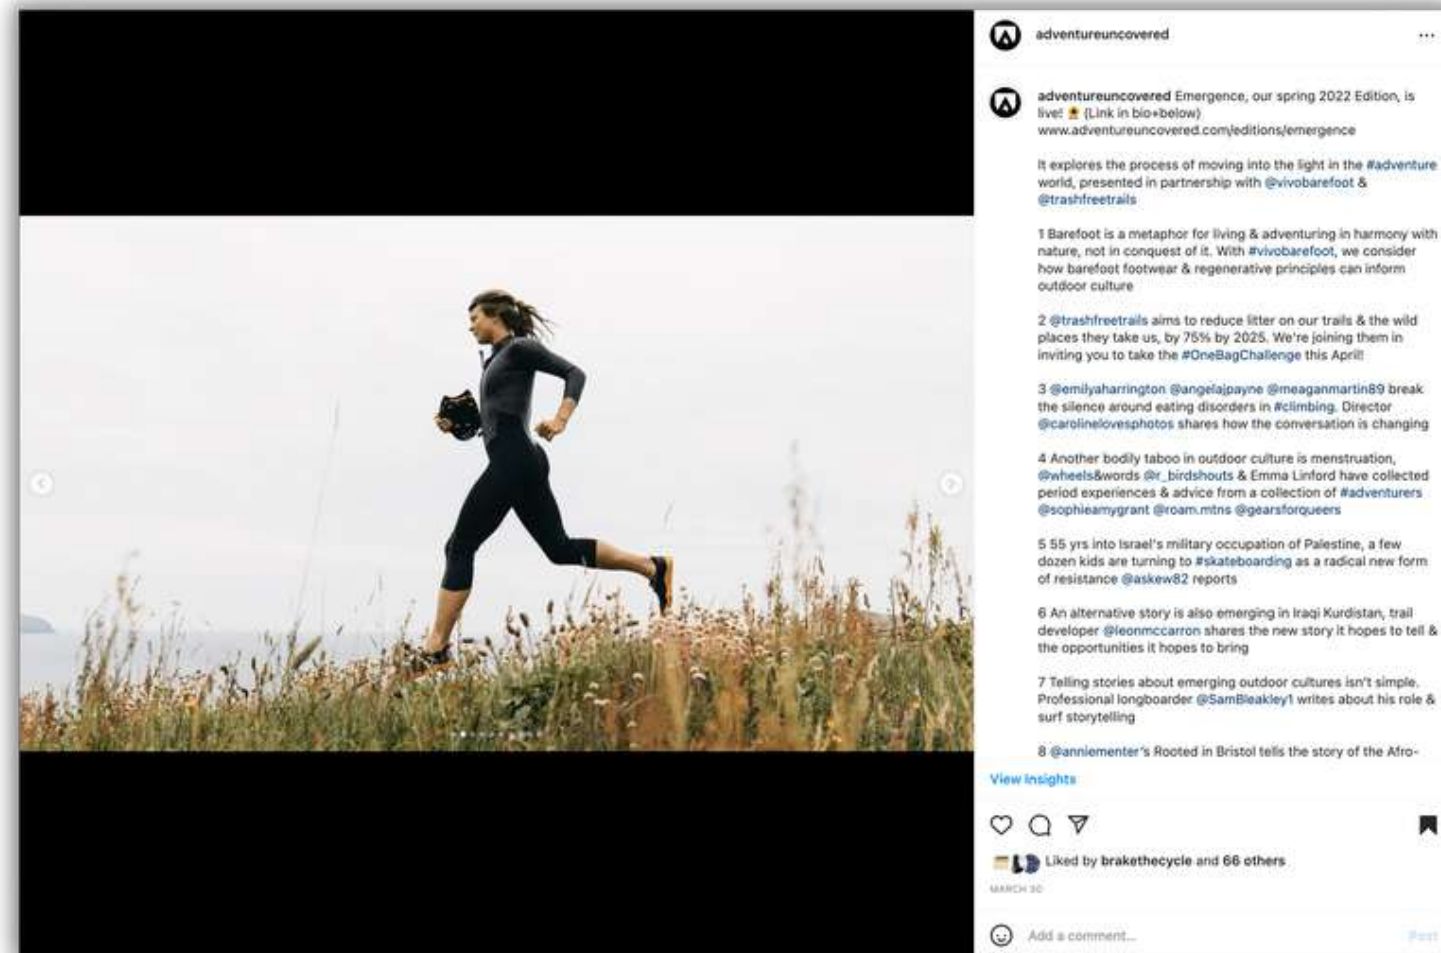 adventureuncovered
adventureuncovered Emergence, our spring 2022 Edition, is
live! (Link in bio+below)
www.adventureuncovered.com/editions/emergence
It explores the process of moving into the light in the #adventure
world, presented in partnership with @vivobarefoot &
@trashfreetrails
1 Barefoot is a metaphor for living & adventuring in harmony with
nature, not in conquest of it. With #vivobarefoot, we consider
how barefoot footwear & regenerative principles can inform
outdoor culture
2 @trashfreetrails aims to reduce litter on our trails & the wild
places they take us, by 75% by 2025. We're joining them in
inviting you to take the #OneBagChallenge this April!
3 @emilyaharrington @angelajpayne @meaganmartin89 break
the silence around eating disorders in #climbing. Director
@carolinelovesphotos shares how the conversation is changing
4 Another bodily taboo in outdoor culture is menstruation,
@wheels&words @r_birdshouts & Emma Linford have collected
period experiences & advice from a collection of #adventurers
@sophieamygrant @roam.mtns @gearsforqueers
5 55 yrs into Israel's military occupation of Palestine, a few
dozen kids are turning to #skateboarding as a radical new form
of resistance @askew82 reports
6 An alternative story is also emerging in Iraqi Kurdistan, trail
developer @leonmccarron shares the new story it hopes to tell &
the opportunities it hopes to bring
7 Telling stories about emerging outdoor cultures isn't simple.
Professional longboarder @SamBleakley1 writes about his role &
surf storytelling
8 @anniementer's Rooted in Bristol tells the story of the Afro-
View Insights
Liked by brakethecycle and 66 others
MARCH 30
Add a comment...
Post